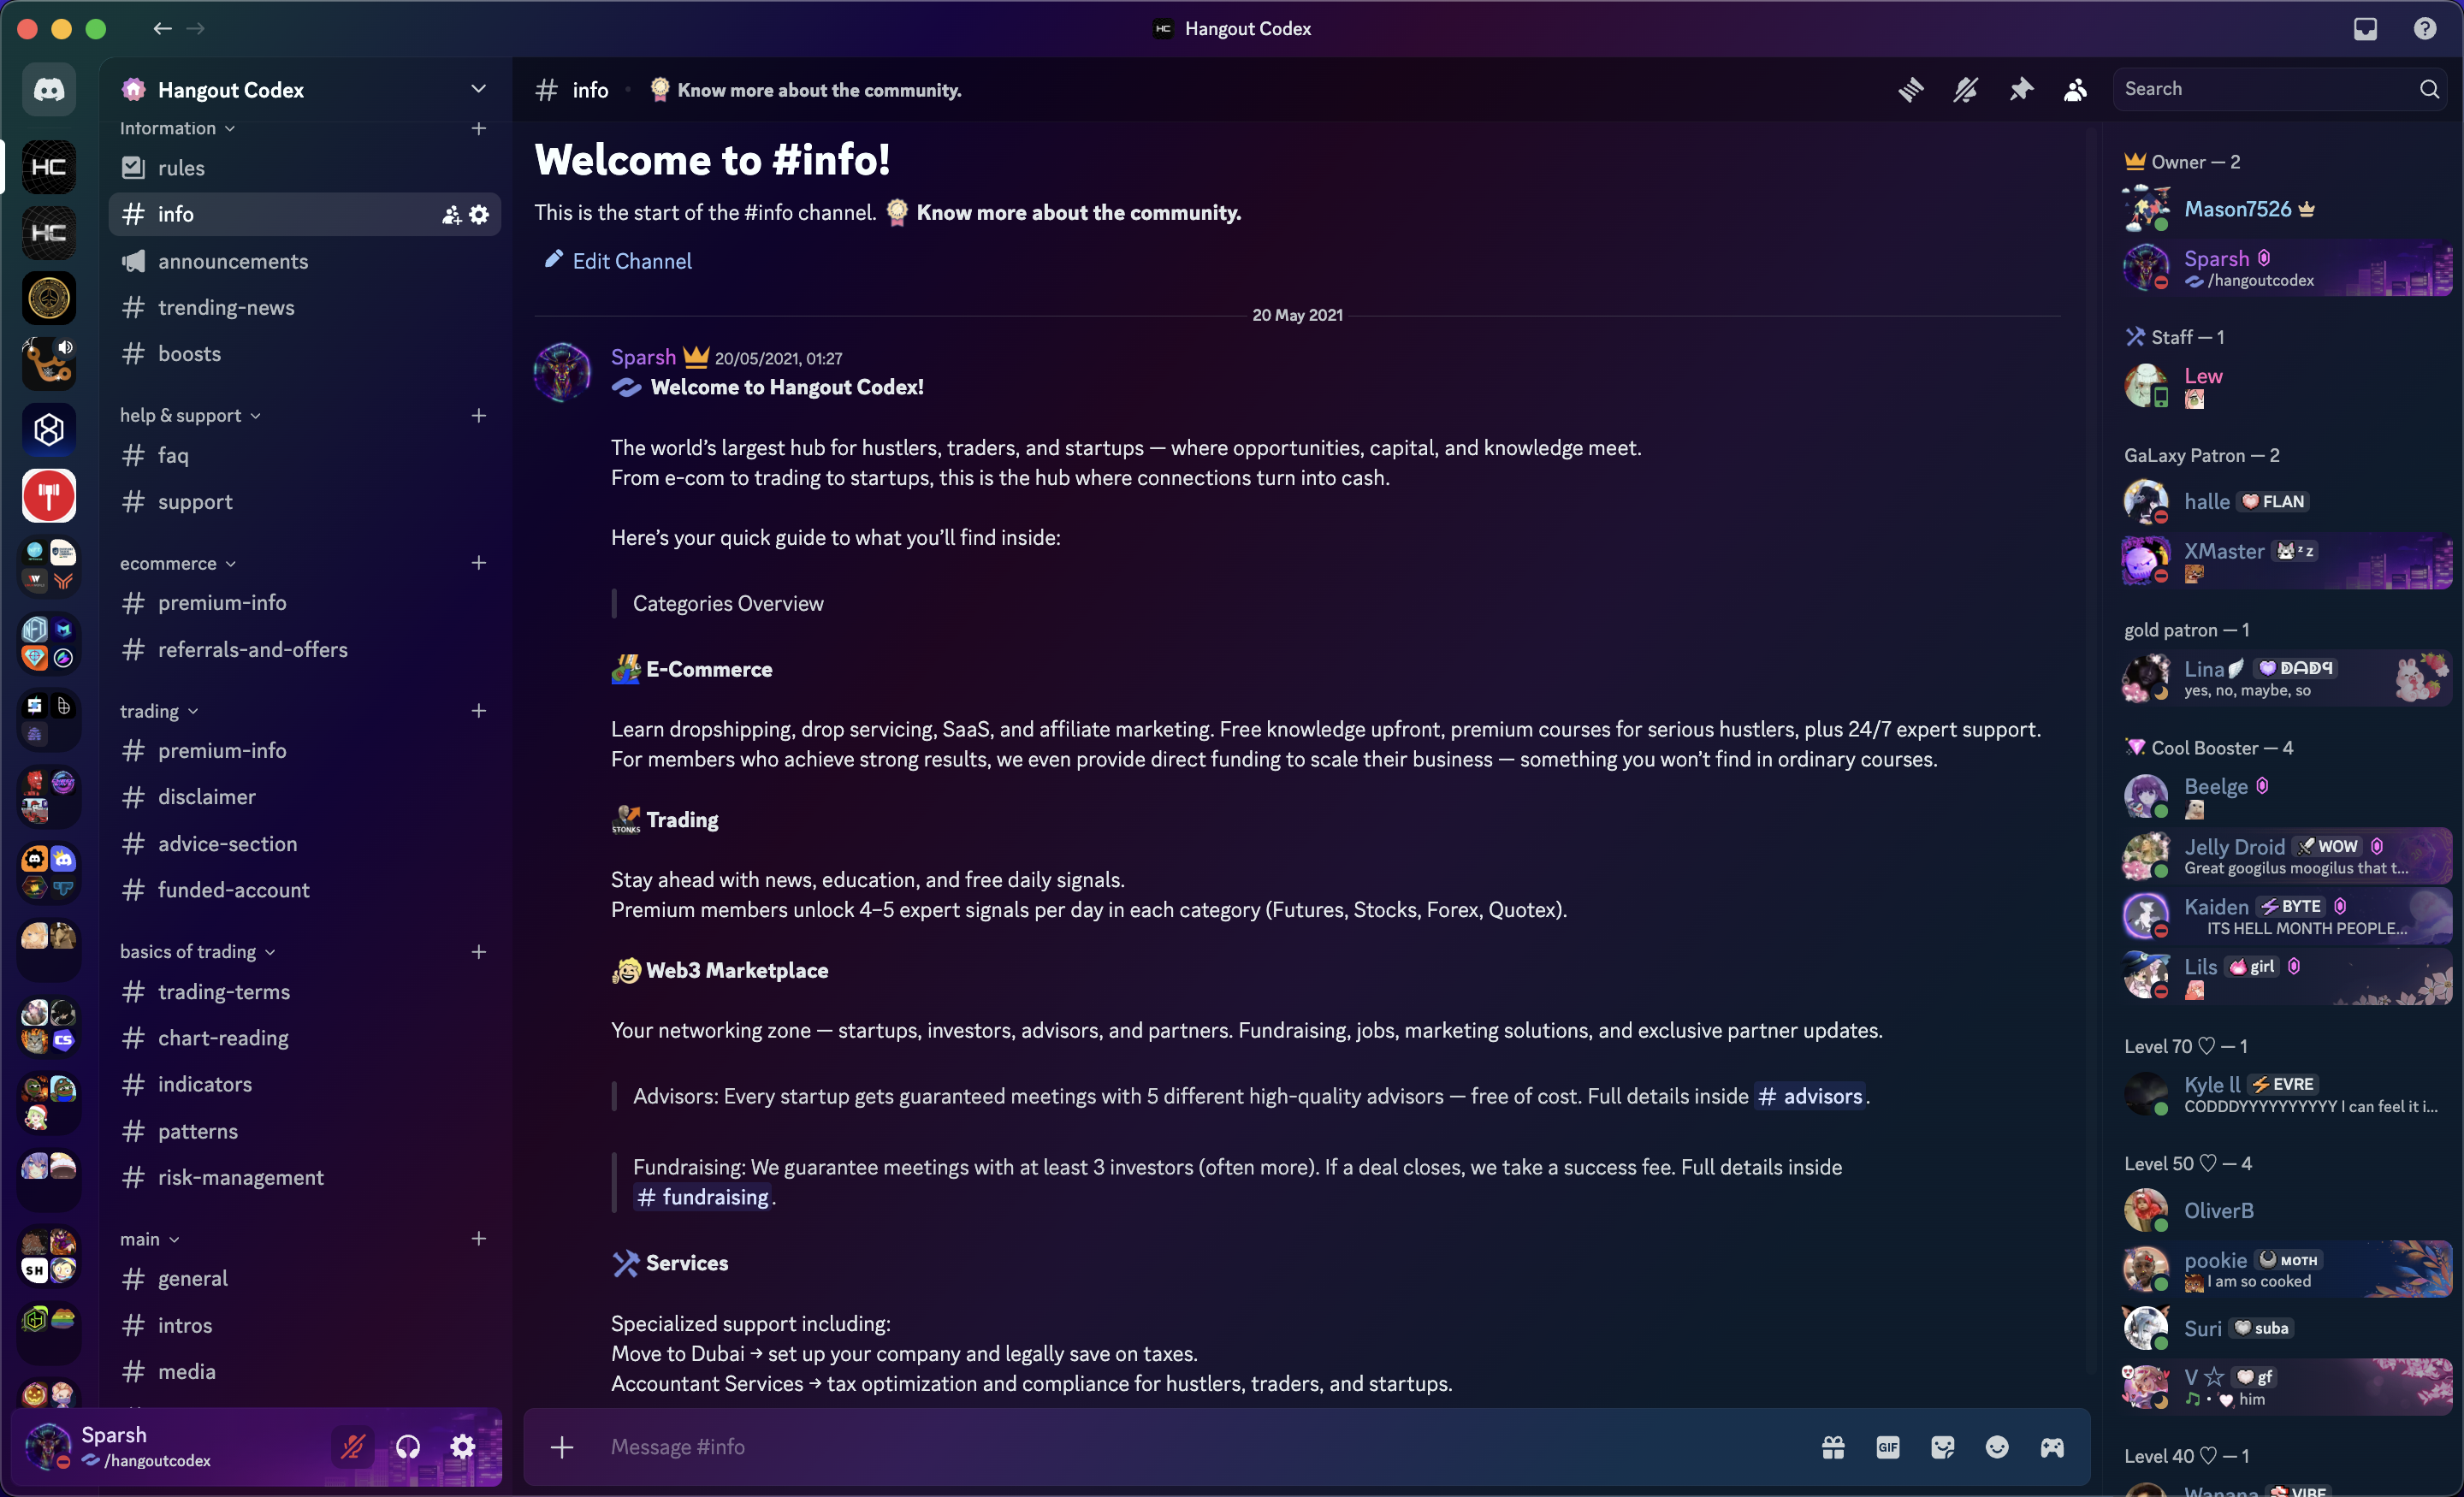 Hangout Codex
Hangout Codex
Information
rules
info
announcements
trending-news
boosts
help & support
faq
support
ecommerce
premium-info
referrals-and-offers
trading
premium-info
disclaimer
advice-section
funded-account
basics of trading
trading-terms
chart-reading
indicators
patterns
risk-management
main
general
intros
media
Sparsh
/hangoutcodex
HC
HC
HC
SH
CS
# info • Know more about the community.
Search
Welcome to #info!
This is the start of the #info channel. Know more about the community.
Edit Channel
20 May 2021
Sparsh 20/05/2021, 01:27
Welcome to Hangout Codex!
The world's largest hub for hustlers, traders, and startups — where opportunities, capital, and knowledge meet.
From e-com to trading to startups, this is the hub where connections turn into cash.
Here's your quick guide to what you'll find inside:
Categories Overview
E-Commerce
Learn dropshipping, drop servicing, SaaS, and affiliate marketing. Free knowledge upfront, premium courses for serious hustlers, plus 24/7 expert support.
For members who achieve strong results, we even provide direct funding to scale their business — something you won't find in ordinary courses.
STONKS Trading
Stay ahead with news, education, and free daily signals.
Premium members unlock 4–5 expert signals per day in each category (Futures, Stocks, Forex, Quotex).
Web3 Marketplace
Your networking zone — startups, investors, advisors, and partners. Fundraising, jobs, marketing solutions, and exclusive partner updates.
Advisors: Every startup gets guaranteed meetings with 5 different high-quality advisors — free of cost. Full details inside # advisors.
Fundraising: We guarantee meetings with at least 3 investors (often more). If a deal closes, we take a success fee. Full details inside
# fundraising.
Services
Specialized support including:
Move to Dubai → set up your company and legally save on taxes.
Accountant Services → tax optimization and compliance for hustlers, traders, and startups.
Message #info
GIF
Owner — 2
Mason7526
Sparsh
/hangoutcodex
Staff — 1
Lew
GaLaxy Patron — 2
halle FLAN
XMaster z z
gold patron — 1
Lina DADY
yes, no, maybe, so
Cool Booster — 4
Beelge
Jelly Droid WOW
Great googilus moogilus that t...
Kaiden BYTE
ITS HELL MONTH PEOPLE...
Lils girl
Level 70 ♡ — 1
Kyle ll EVRE
CODDDYYYYYYYYYY I can feel it i...
Level 50 ♡ — 4
OliverB
pookie MOTH
I am so cooked
Suri suba
V ☆ gf
him
Level 40 ♡ — 1
Wanana VIBE